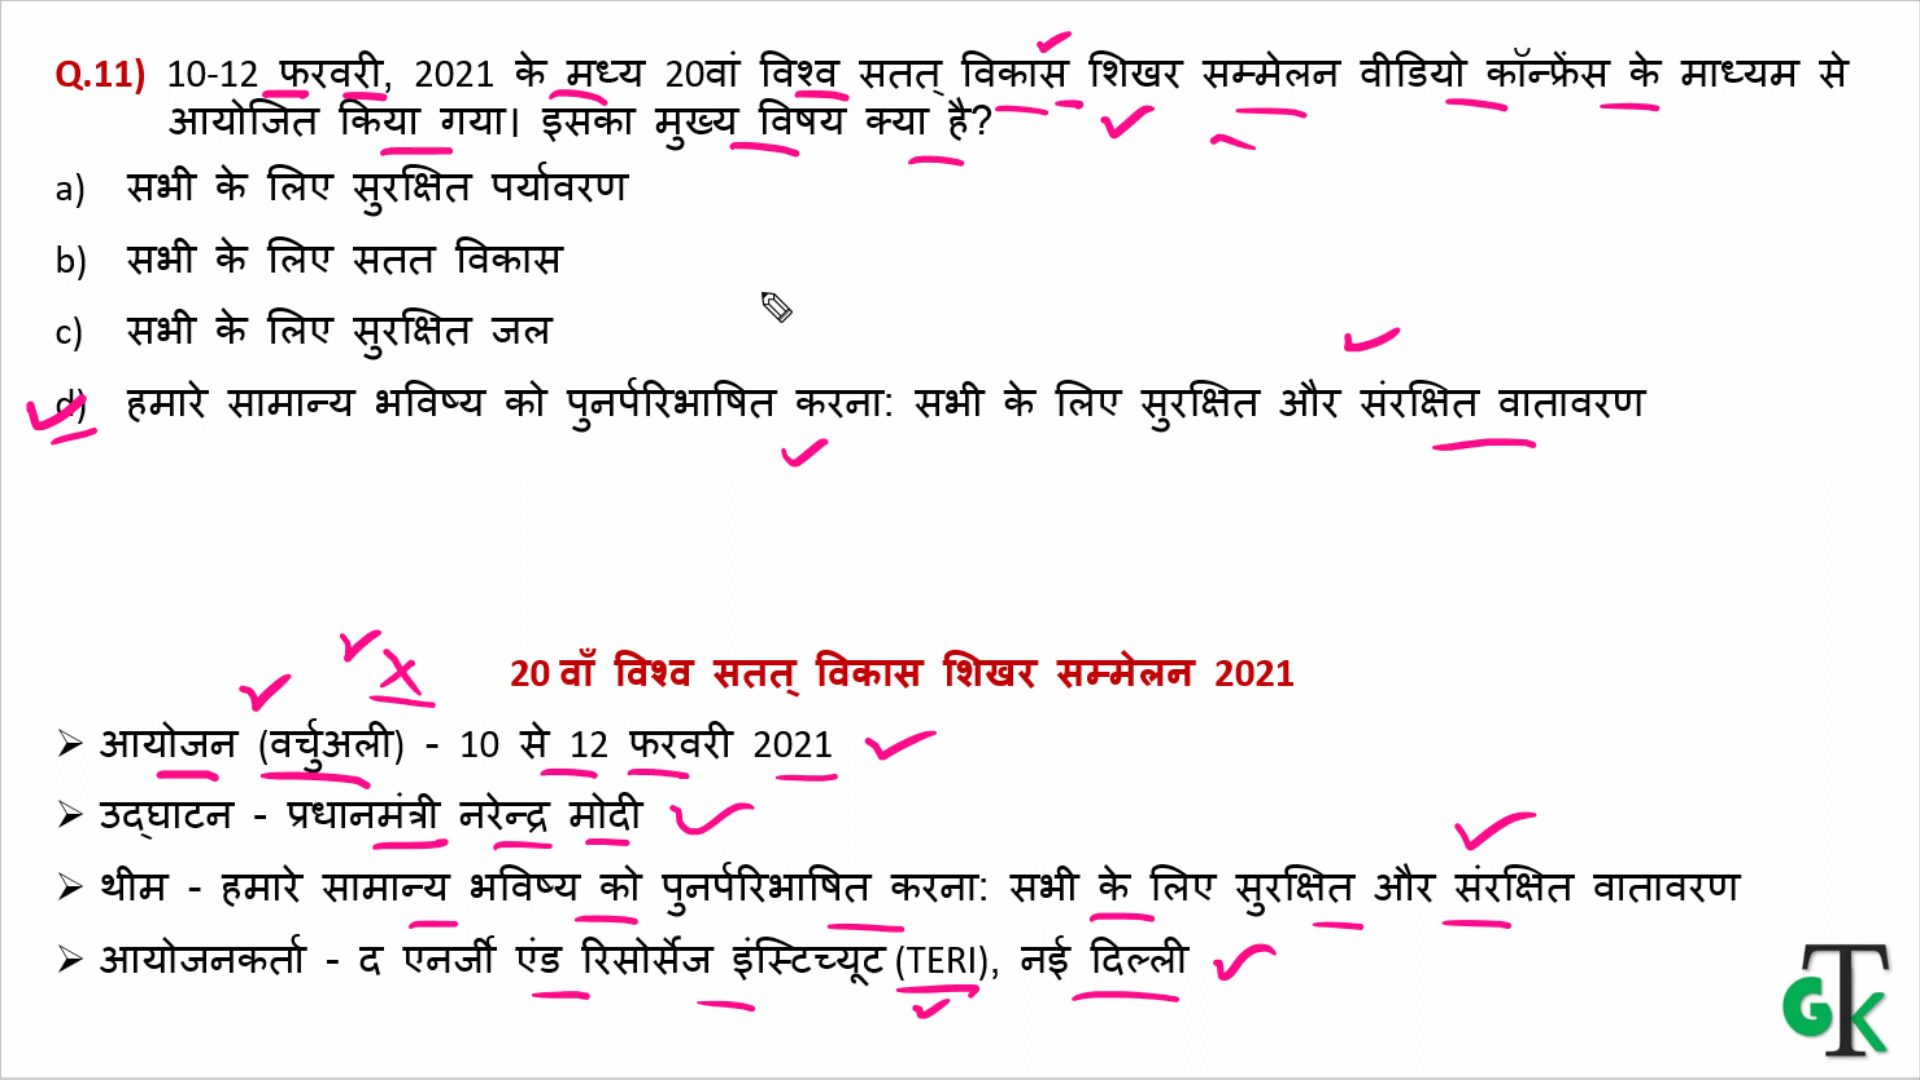 Q.11) 10-12 फरवरी, 2021 के मध्य 20वां विश्व सतत् विकास शिखर सम्मेलन वीडियो कॉन्फ्रेंस के माध्यम से
आयोजित किया गया। इसका मुख्य विषय क्या है?
a) सभी के लिए सुरक्षित पर्यावरण
b) सभी के लिए सतत विकास
c) सभी के लिए सुरक्षित जल
d) हमारे सामान्य भविष्य को पुनर्परिभाषित करना: सभी के लिए सुरक्षित और संरक्षित वातावरण
20 वाँ विश्व सतत् विकास शिखर सम्मेलन 2021
➢ आयोजन (वर्चुअली) - 10 से 12 फरवरी 2021
➢ उद्घाटन - प्रधानमंत्री नरेन्द्र मोदी
➢ थीम - हमारे सामान्य भविष्य को पुनर्परिभाषित करना: सभी के लिए सुरक्षित और संरक्षित वातावरण
➢ आयोजनकर्ता - द एनर्जी एंड रिसोर्सेज इंस्टिच्यूट (TERI), नई दिल्ली
GTK